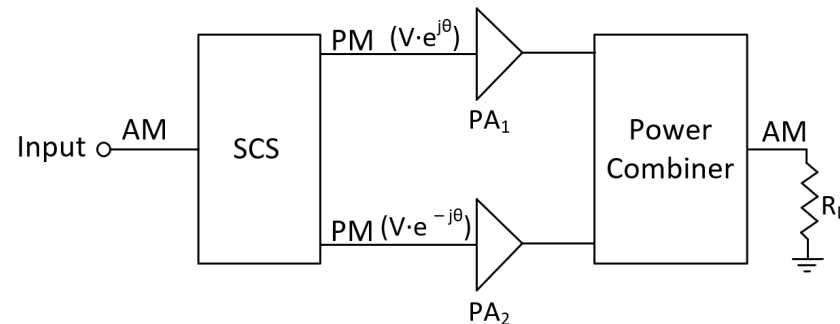 PM (V·e^jθ)
PA₁
Input
AM
SCS
Power
Combiner
AM
PM (V·e^-jθ)
PA₂